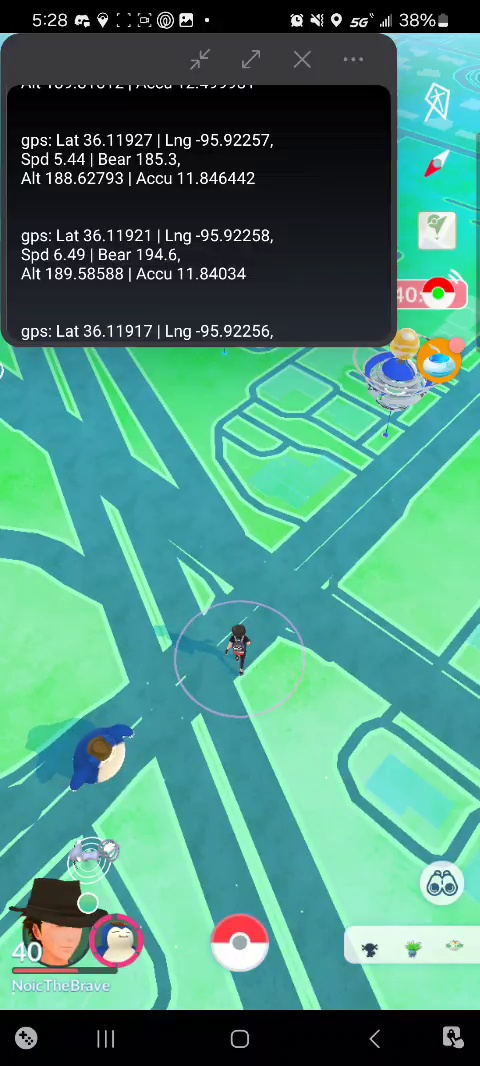 5:28
5G
38%
gps: Lat 36.11927 | Lng -95.92257,
Spd 5.44 | Bear 185.3,
Alt 188.62793 | Accu 11.846442
gps: Lat 36.11921 | Lng -95.92258,
Spd 6.49 | Bear 194.6,
Alt 189.58588 | Accu 11.84034
gps: Lat 36.11917 | Lng -95.92256,
40:
40
NoicTheBrave